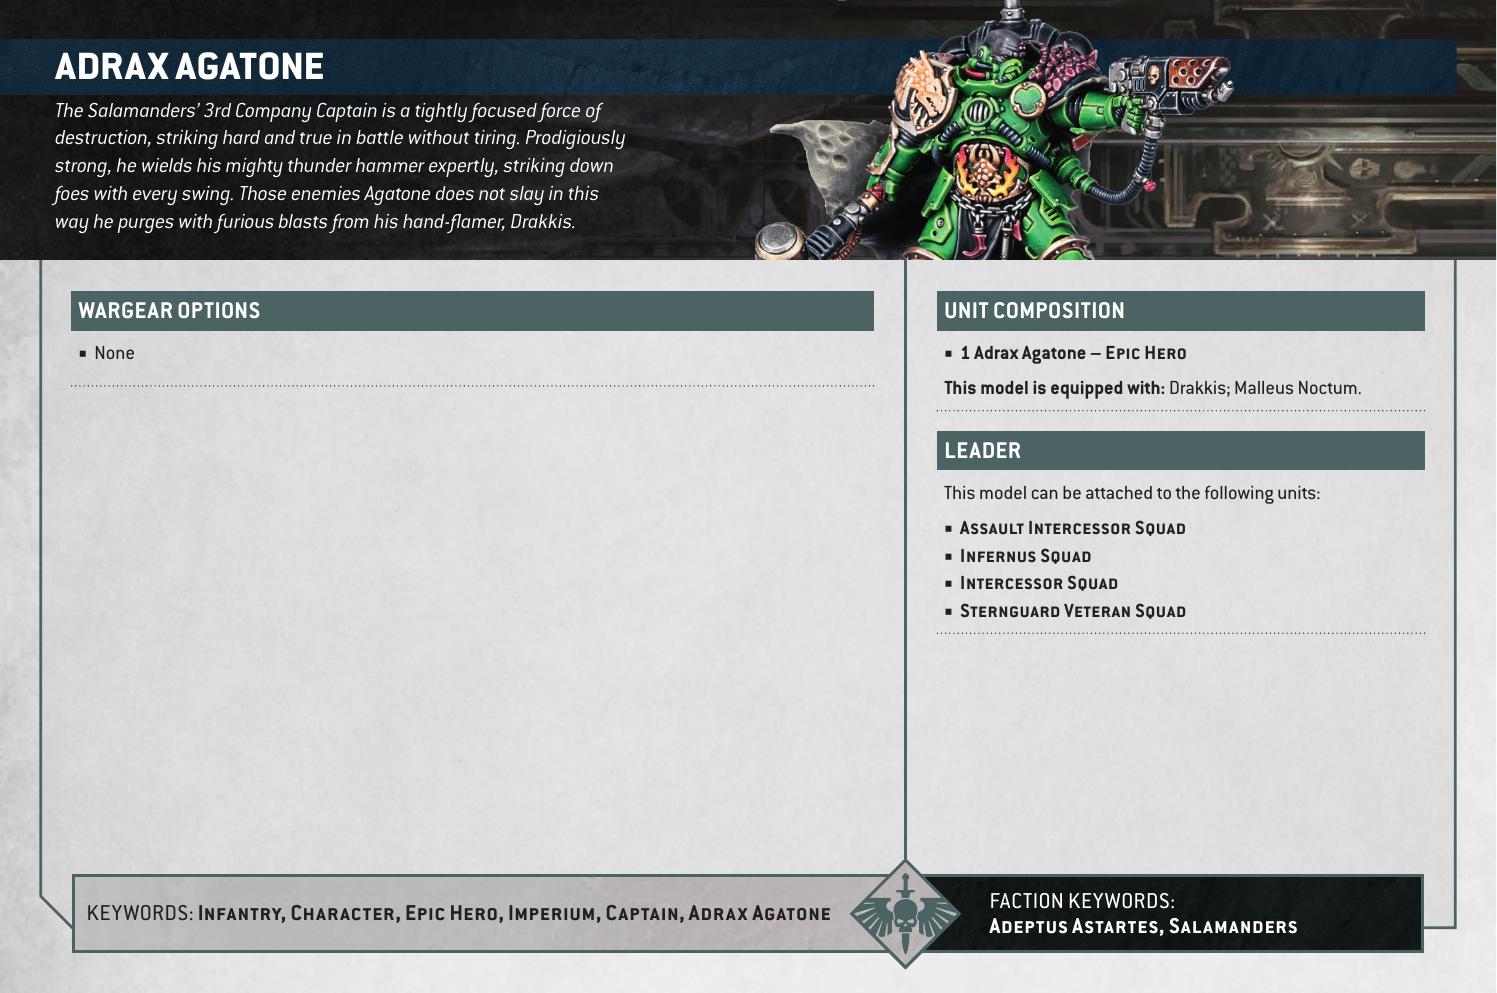 ADRAX AGATONE
The Salamanders’ 3rd Company Captain is a tightly focused force of
destruction, striking hard and true in battle without tiring. Prodigiously
strong, he wields his mighty thunder hammer expertly, striking down
foes with every swing. Those enemies Agatone does not slay in this
way he purges with furious blasts from his hand-flamer, Drakkis.
WARGEAR OPTIONS
■ None
UNIT COMPOSITION
■ 1 Adrax Agatone – EPIC HERO
This model is equipped with: Drakkis; Malleus Noctum.
LEADER
This model can be attached to the following units:
■ ASSAULT INTERCESSOR SQUAD
■ INFERNUS SQUAD
■ INTERCESSOR SQUAD
■ STERNGUARD VETERAN SQUAD
KEYWORDS: INFANTRY, CHARACTER, EPIC HERO, IMPERIUM, CAPTAIN, ADRAX AGATONE
FACTION KEYWORDS:
ADEPTUS ASTARTES, SALAMANDERS